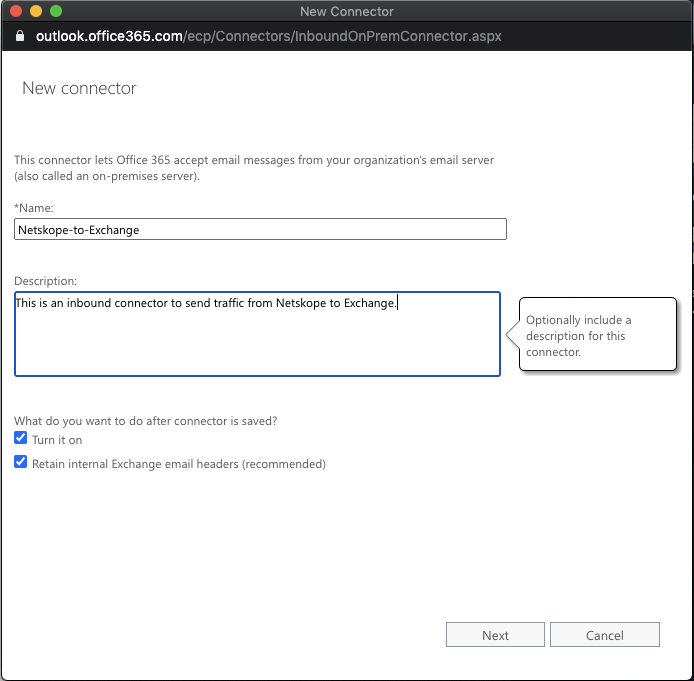 New Connector
outlook.office365.com/ecp/Connectors/InboundOnPremConnector.aspx
New connector
This connector lets Office 365 accept email messages from your organization's email server
(also called an on-premises server).
*Name:
Netskope-to-Exchange
Description:
This is an inbound connector to send traffic from Netskope to Exchange.
Optionally include a
description for this
connector.
What do you want to do after connector is saved?
Turn it on
Retain internal Exchange email headers (recommended)
Next
Cancel